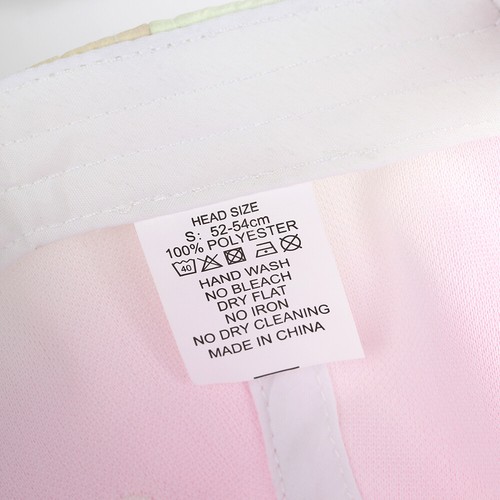 HEAD SIZE
S: 52-54cm
100% POLYESTER
40
HAND WASH
NO BLEACH
DRY FLAT
NO IRON
NO DRY CLEANING
MADE IN CHINA